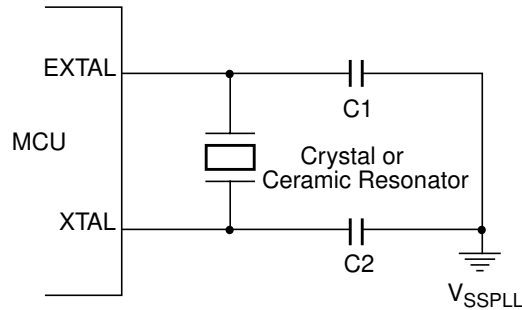 EXTAL
C1
MCU
Crystal or
Ceramic Resonator
XTAL
C2
VSSPLL